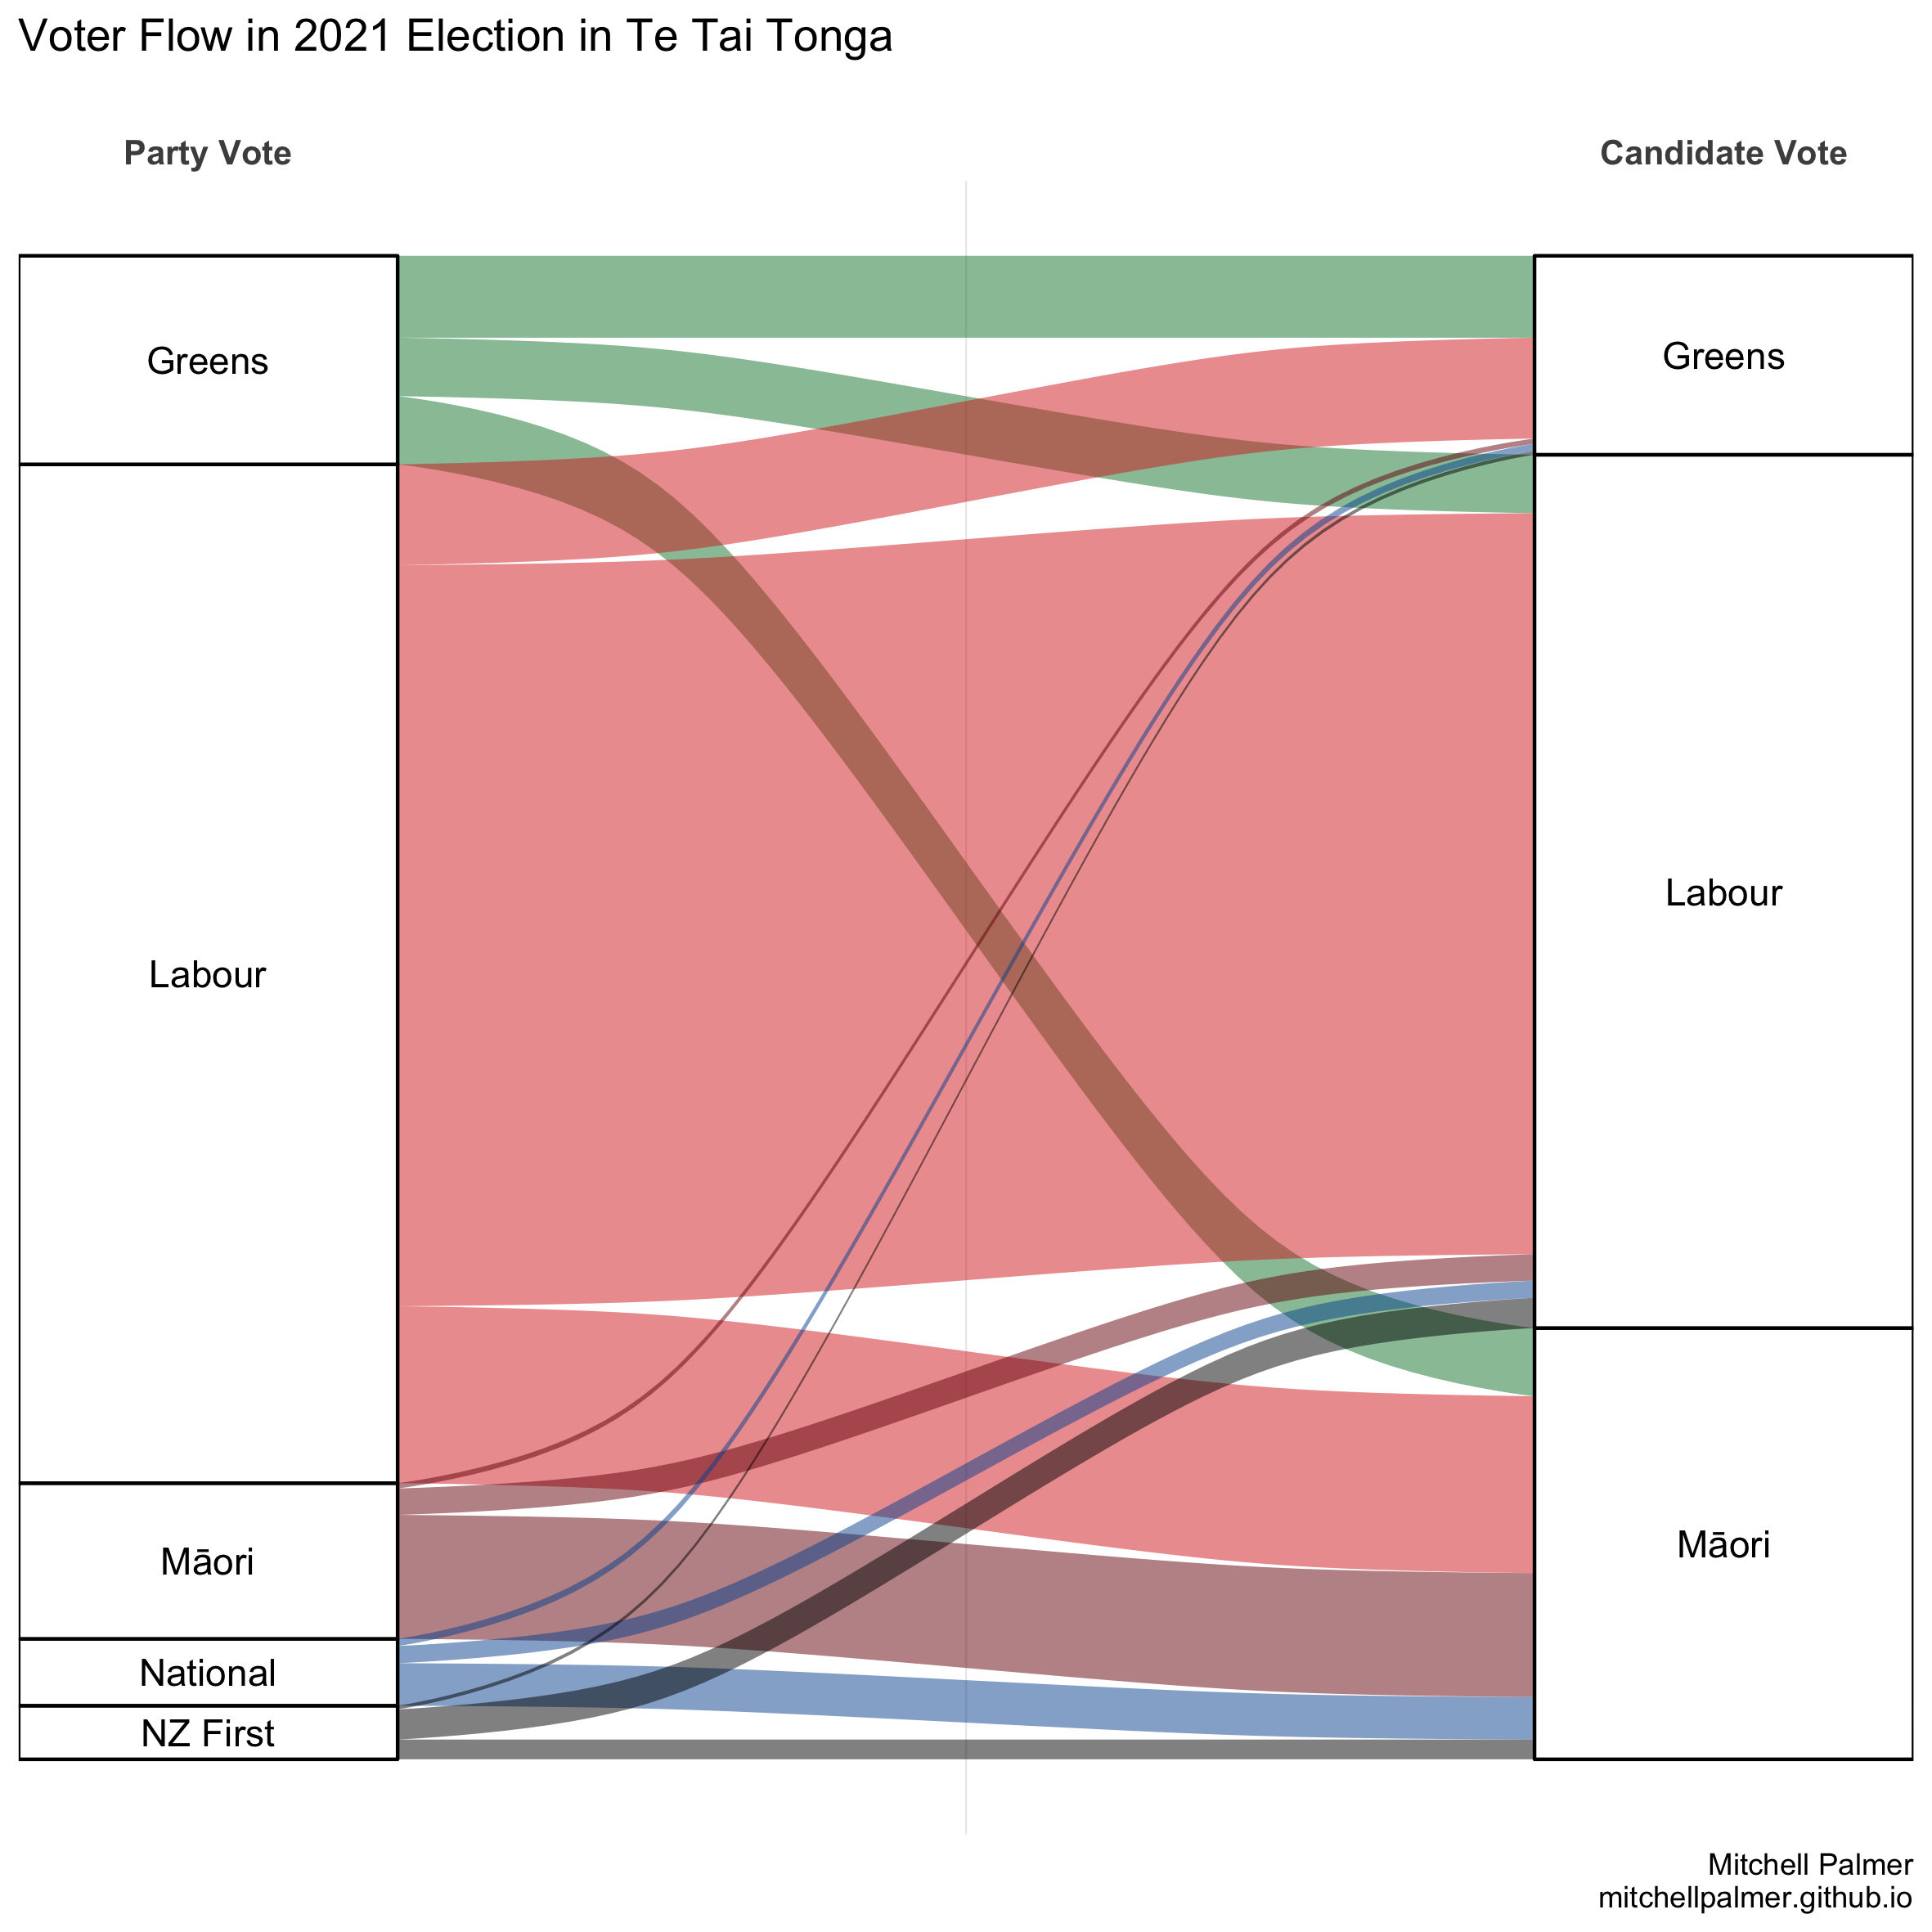 Voter Flow in 2021 Election in Te Tai Tonga
Party Vote
Candidate Vote
Greens
Labour
Māori
National
NZ First
Greens
Labour
Māori
Mitchell Palmer
mitchellpalmer.github.io